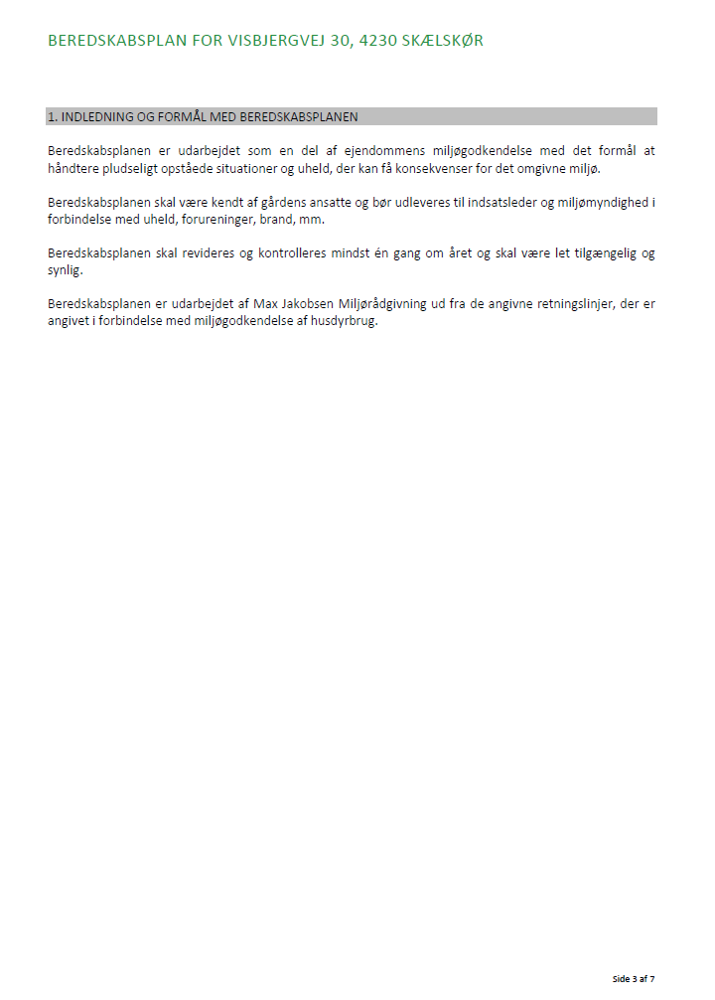 BEREDSKABSPLAN FOR VISBJERGVEJ 30, 4230 SKÆLSKØR
1. INDLEDNING OG FORMÅL MED BEREDSKABSPLANEN
Beredskabsplanen er udarbejdet som en del af ejendommens miljøgodkendelse med det formål at
håndtere pludseligt opståede situationer og uheld, der kan få konsekvenser for det omgivne miljø.
Beredskabsplanen skal være kendt af gårdens ansatte og bør udleveres til indsatsleder og miljømyndighed i
forbindelse med uheld, forureninger, brand, mm.
Beredskabsplanen skal revideres og kontrolleres mindst én gang om året og skal være let tilgængelig og
synlig.
Beredskabsplanen er udarbejdet af Max Jakobsen Miljørådgivning ud fra de angivne retningslinjer, der er
angivet i forbindelse med miljøgodkendelse af husdyrbrug.
Side 3 af 7